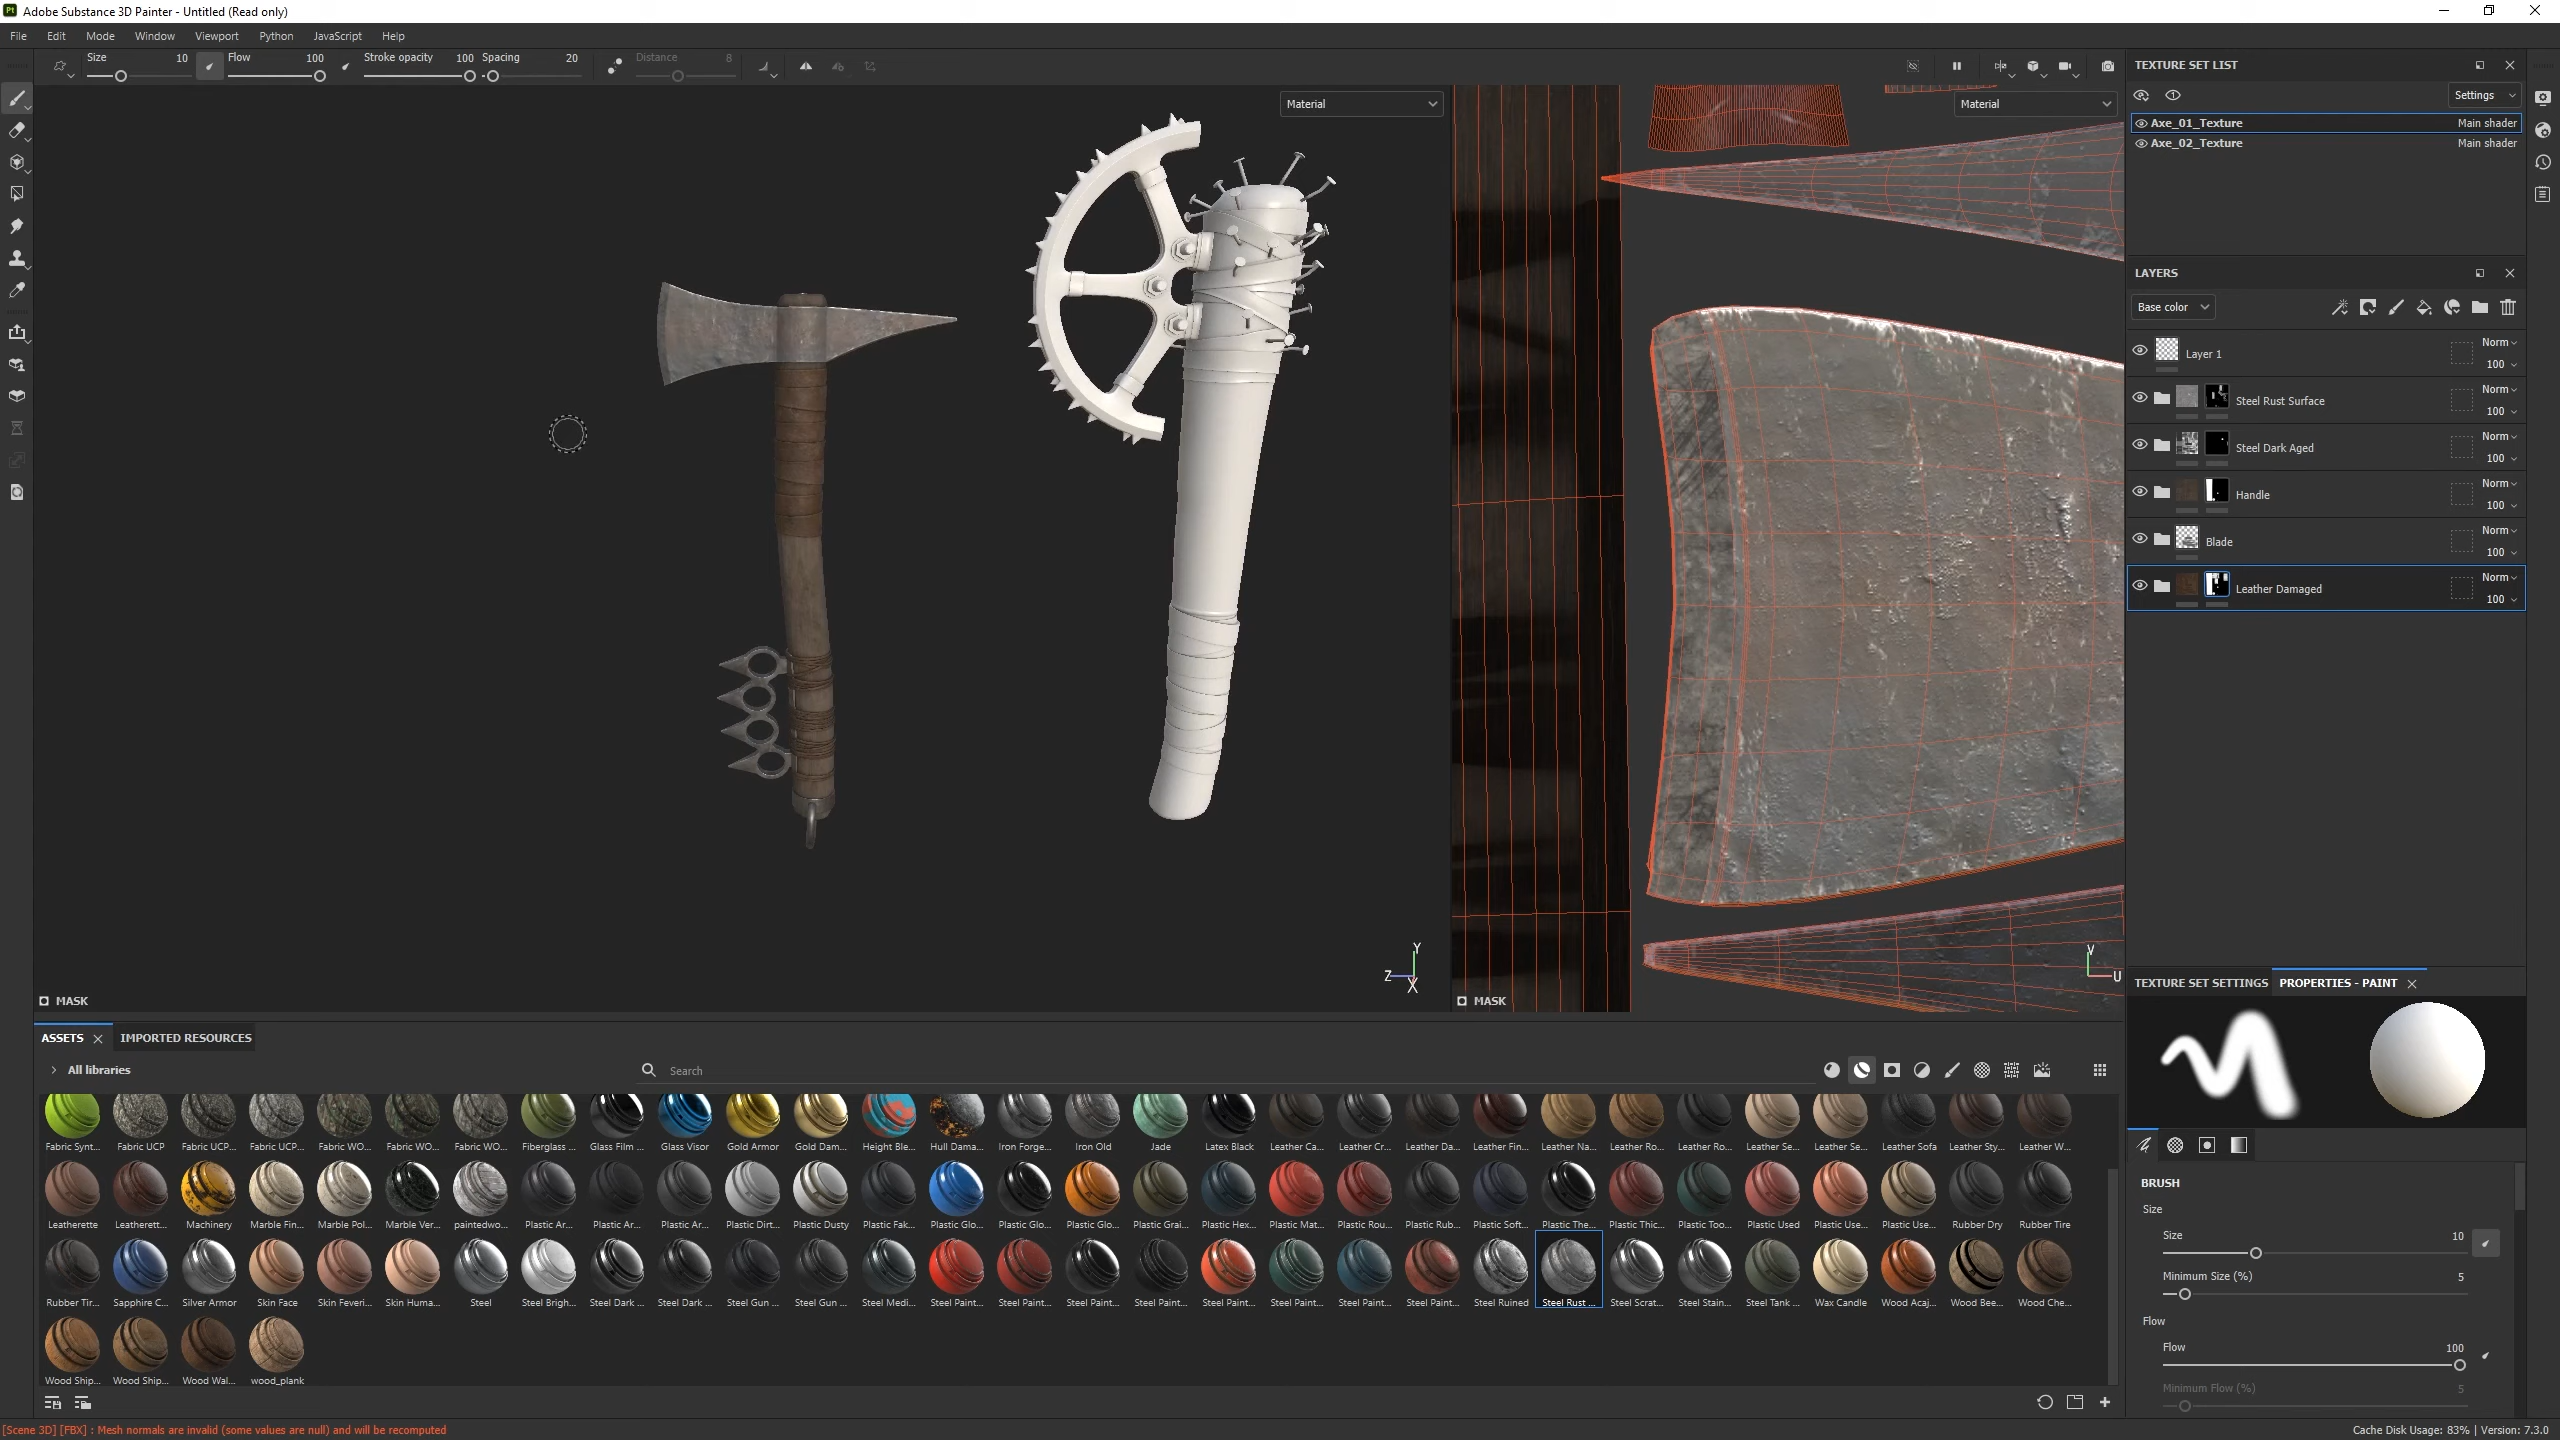 Adobe Substance 3D Painter - Untitled (Read only)
File Edit Mode Window Viewport Python JavaScript Help
Size 10 Flow 100 Stroke opacity 100 Spacing 20 Distance 8
Material
Material
MASK
MASK
Y
Z
X
V
U
TEXTURE SET LIST
Settings
Axe_01_Texture Main shader
Axe_02_Texture Main shader
LAYERS
Base color
Layer 1 Norm 100
Steel Rust Surface Norm 100
Steel Dark Aged Norm 100
Handle Norm 100
Blade Norm 100
Leather Damaged Norm 100
TEXTURE SET SETTINGS PROPERTIES - PAINT
BRUSH
Size
Size 10
Minimum Size (%) 5
Flow
Flow 100
Minimum Flow (%) 5
ASSETS IMPORTED RESOURCES
All libraries Search
Fabric Synt... Fabric UCP Fabric UCP... Fabric UCP... Fabric WO... Fabric WO... Fabric WO... Fiberglass ... Glass Film ... Glass Visor Gold Armor Gold Dam... Height Ble... Hull Dama... Iron Forge... Iron Old Jade Latex Black Leather Ca... Leather Cr... Leather Da... Leather Fin... Leather Na... Leather Ro... Leather Ro... Leather Se... Leather Se... Leather Sofa Leather Sty... Leather W...
Leatherette Leatherett... Machinery Marble Fin... Marble Pol... Marble Ver... paintedwo... Plastic Ar... Plastic Ar... Plastic Ar... Plastic Dirt... Plastic Dusty Plastic Fak... Plastic Glo... Plastic Glo... Plastic Glo... Plastic Grai... Plastic Hex... Plastic Mat... Plastic Rou... Plastic Rub... Plastic Soft... Plastic The... Plastic Thic... Plastic Too... Plastic Used Plastic Use... Plastic Use... Rubber Dry Rubber Tire
Rubber Tir... Sapphire C... Silver Armor Skin Face Skin Feveri... Skin Huma... Steel Steel Brigh... Steel Dark ... Steel Dark ... Steel Gun ... Steel Gun ... Steel Medi... Steel Paint... Steel Paint... Steel Paint... Steel Paint... Steel Paint... Steel Paint... Steel Paint... Steel Paint... Steel Ruined Steel Rust ... Steel Scrat... Steel Stain... Steel Tank ... Wax Candle Wood Acaj... Wood Bee... Wood Che...
Wood Ship... Wood Ship... Wood Wal... wood_plank
[Scene 3D] [FBX] : Mesh normals are invalid (some values are null) and will be recomputed
Cache Disk Usage: 83% | Version: 7.3.0